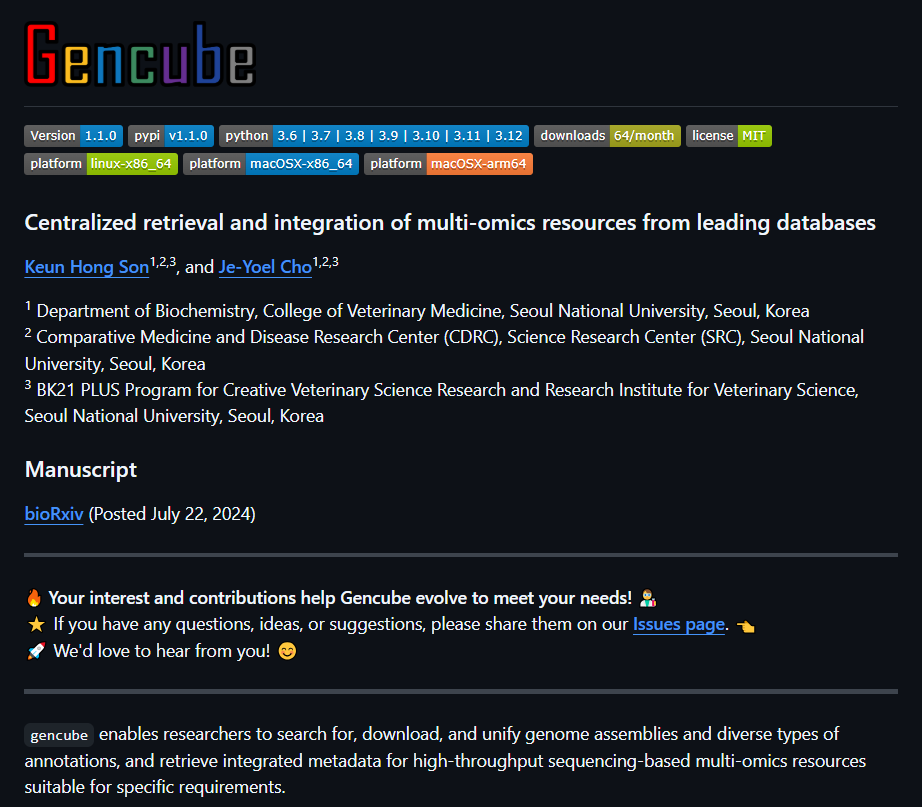 Gencube
Version 1.1.0 pypi v1.1.0 python 3.6 | 3.7 | 3.8 | 3.9 | 3.10 | 3.11 | 3.12 downloads 64/month license MIT
platform linux-x86_64 platform macOSX-x86_64 platform macOSX-arm64
Centralized retrieval and integration of multi-omics resources from leading databases
Keun Hong Son1,2,3, and Je-Yoel Cho1,2,3
1 Department of Biochemistry, College of Veterinary Medicine, Seoul National University, Seoul, Korea
2 Comparative Medicine and Disease Research Center (CDRC), Science Research Center (SRC), Seoul National
University, Seoul, Korea
3 BK21 PLUS Program for Creative Veterinary Science Research and Research Institute for Veterinary Science,
Seoul National University, Seoul, Korea
Manuscript
bioRxiv (Posted July 22, 2024)
🔥 Your interest and contributions help Gencube evolve to meet your needs! 🧑‍🔬
⭐ If you have any questions, ideas, or suggestions, please share them on our Issues page. 👈
🚀 We'd love to hear from you! 😊
gencube enables researchers to search for, download, and unify genome assemblies and diverse types of
annotations, and retrieve integrated metadata for high-throughput sequencing-based multi-omics resources
suitable for specific requirements.